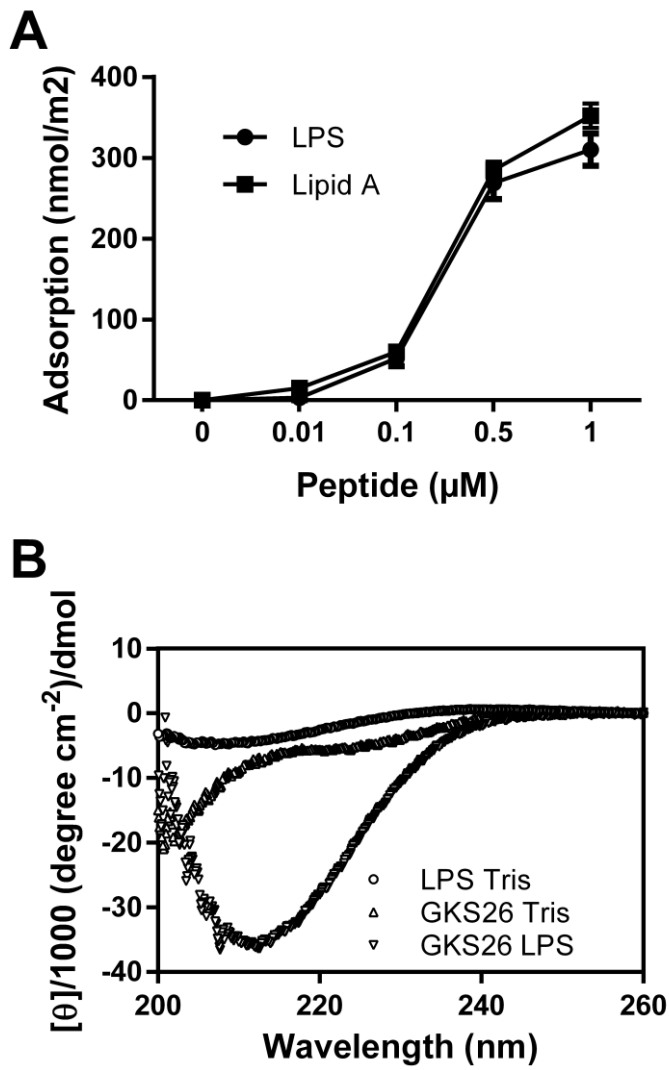 A
Adsorption (nmol/m2)
400
300
200
100
0
LPS
Lipid A
0 0.01 0.1 0.5 1
Peptide (µM)
B
[θ]/1000 (degree cm⁻²)/dmol
10
0
-10
-20
-30
-40
LPS Tris
GKS26 Tris
GKS26 LPS
200 220 240 260
Wavelength (nm)